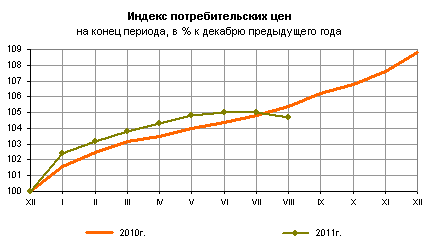 Индекс потребительских цен
на конец периода, в % к декабрю предыдущего года
109
108
107
106
105
104
103
102
101
100
XII I II III IV V VI VII VIII IX X XI XII
2010г. 2011г.